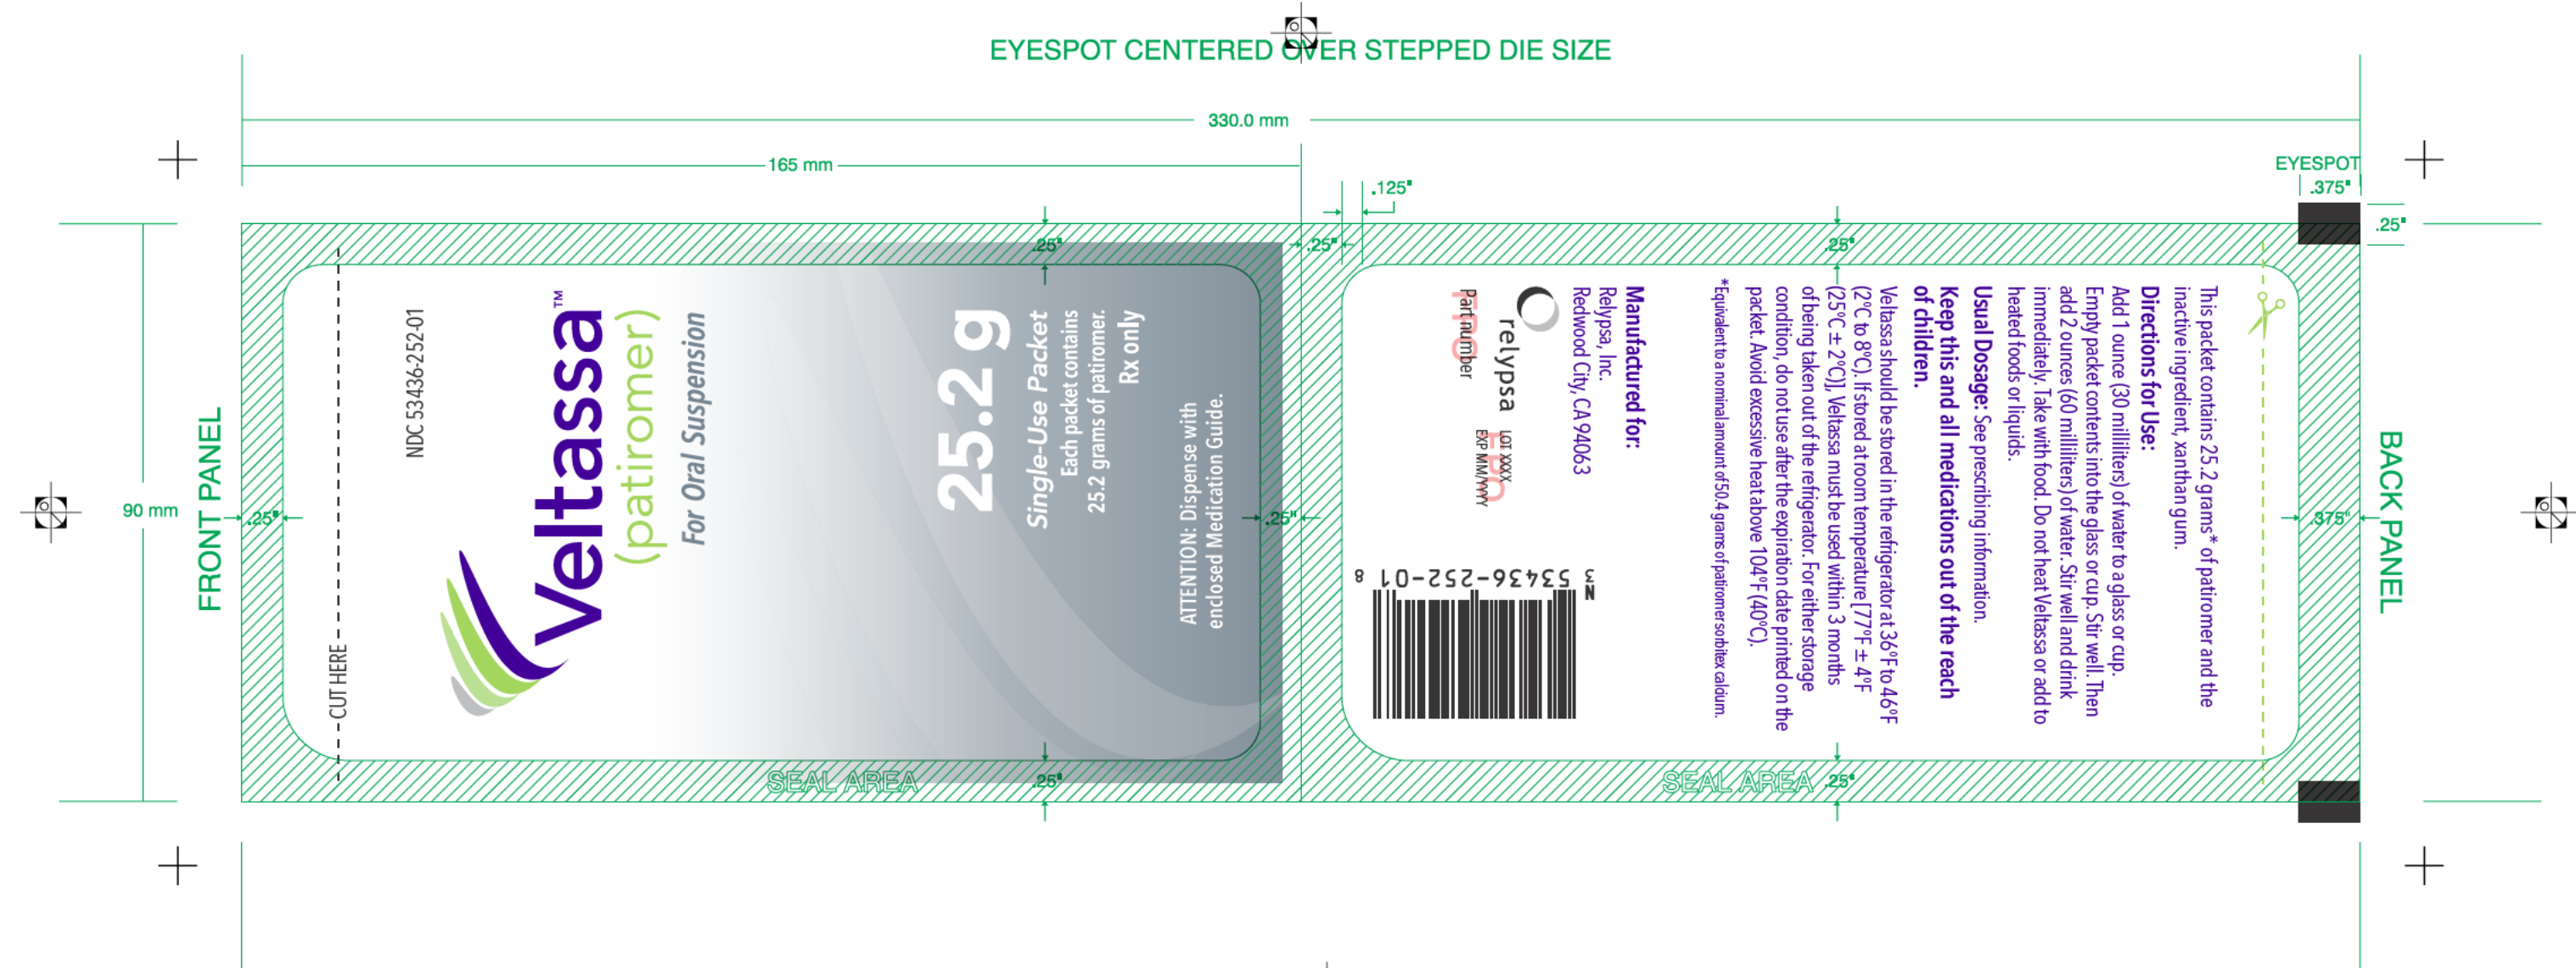 EYESPOT CENTERED OVER STEPPED DIE SIZE
330.0 mm
165 mm
EYESPOT
.375"
.125"
.25"
.25"
.25"
.25"
FRONT PANEL
90 mm
.25"
CUT HERE
NDC 53436-252-01
Veltassa™
(patiromer)
For Oral Suspension
25.2 g
Single-Use Packet
Each packet contains
25.2 grams of patiromer.
Rx only
ATTENTION: Dispense with
enclosed Medication Guide.
.25"
SEAL AREA
.25"
This packet contains 25.2 grams* of patiromer and the
inactive ingredient, xanthan gum.
Directions for Use:
Add 1 ounce (30 milliliters) of water to a glass or cup.
Empty packet contents into the glass or cup. Stir well. Then
add 2 ounces (60 milliliters) of water. Stir well and drink
immediately. Take with food. Do not heat Veltassa or add to
heated foods or liquids.
Usual Dosage: See prescribing information.
Keep this and all medications out of the reach
of children.
Veltassa should be stored in the refrigerator at 36°F to 46°F
(2°C to 8°C). If stored at room temperature [77°F ± 4°F
(25°C ± 2°C)], Veltassa must be used within 3 months
of being taken out of the refrigerator. For either storage
condition, do not use after the expiration date printed on the
packet. Avoid excessive heat above 104°F (40°C).
*Equivalent to a nominal amount of 50.4 grams of patiromer sorbitex calcium.
Manufactured for:
Relypsa, Inc.
Redwood City, CA 94063
relypsa
FPO
Part number
FPO
LOT XXXX
EXP MM/YYYY
N
3
53436-252-01
8
.375"
BACK PANEL
SEAL AREA
.25"